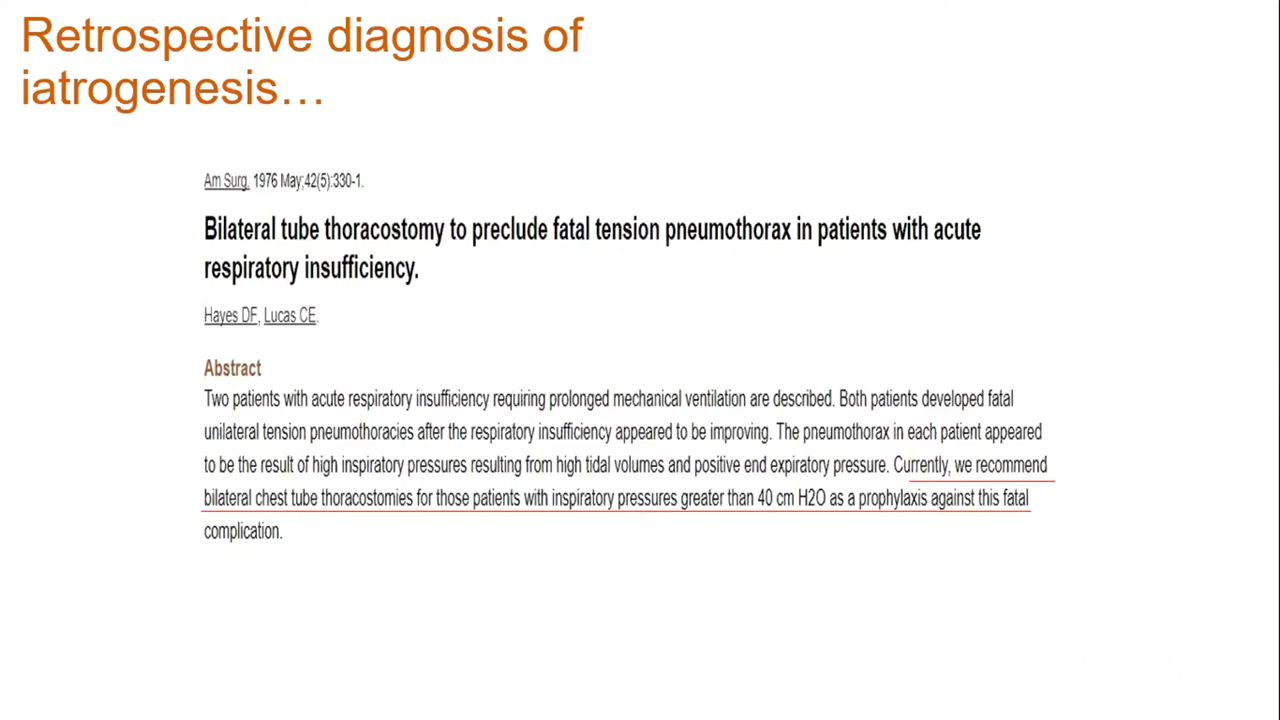 Retrospective diagnosis of
iatrogenesis…
Am Surg. 1976 May;42(5):330-1.
Bilateral tube thoracostomy to preclude fatal tension pneumothorax in patients with acute
respiratory insufficiency.
Hayes DF, Lucas CE.
Abstract
Two patients with acute respiratory insufficiency requiring prolonged mechanical ventilation are described. Both patients developed fatal
unilateral tension pneumothoracies after the respiratory insufficiency appeared to be improving. The pneumothorax in each patient appeared
to be the result of high inspiratory pressures resulting from high tidal volumes and positive end expiratory pressure. Currently, we recommend
bilateral chest tube thoracostomies for those patients with inspiratory pressures greater than 40 cm H2O as a prophylaxis against this fatal
complication.